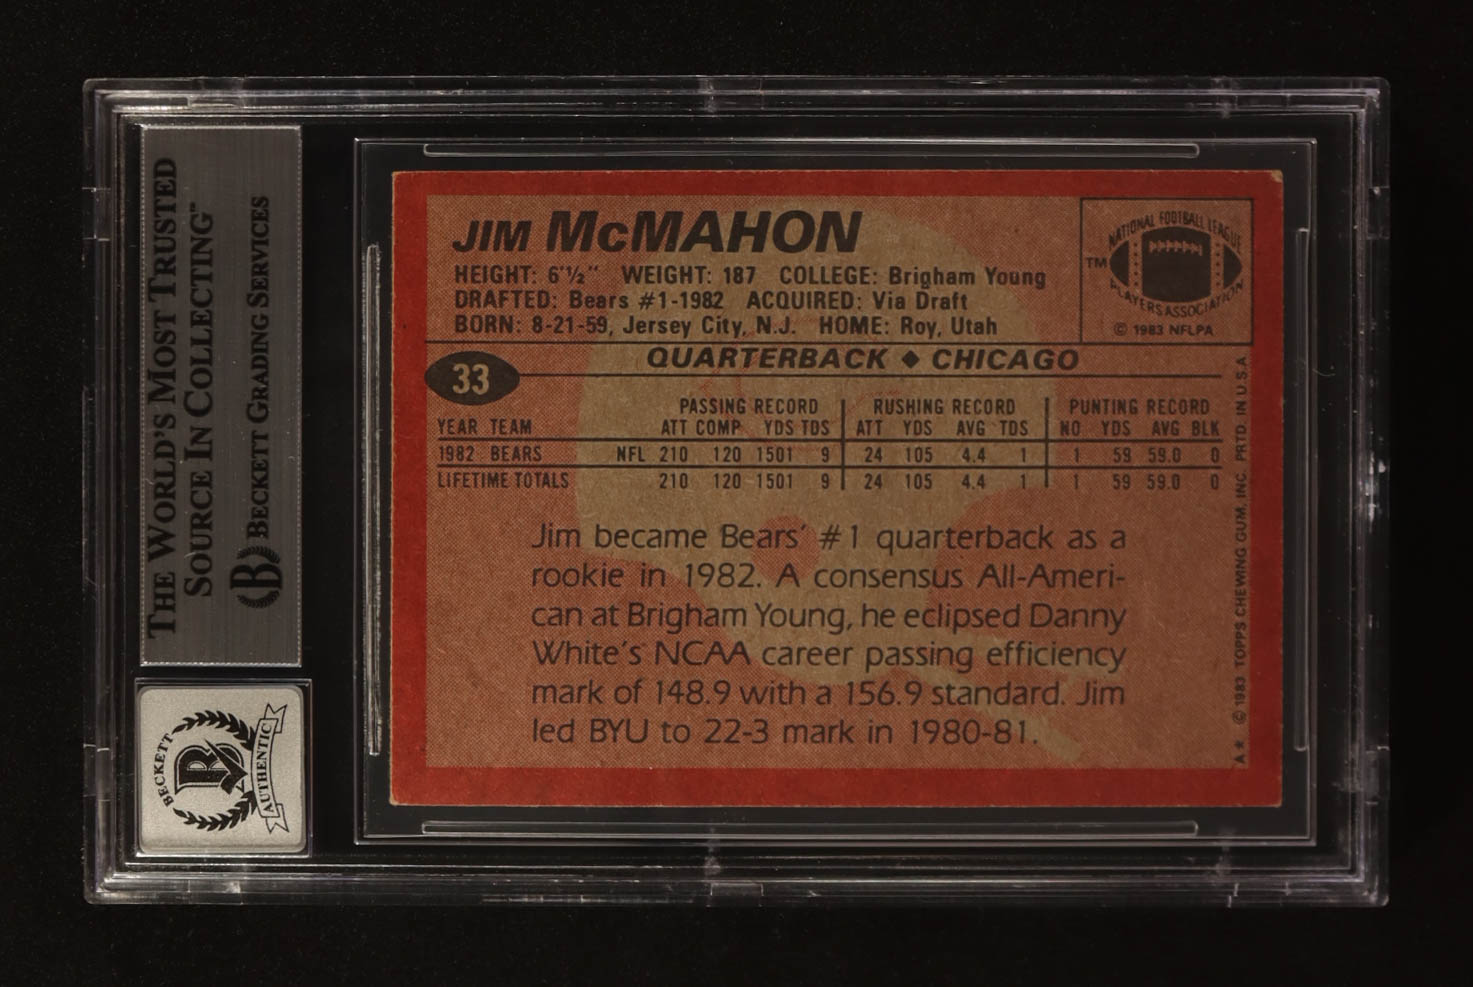 THE WORLD'S MOST TRUSTED
SOURCE IN COLLECTING™
BECKETT GRADING SERVICES
B
BECKETT
AUTHENTIC
JIM McMAHON
HEIGHT: 6'½" WEIGHT: 187 COLLEGE: Brigham Young
DRAFTED: Bears #1-1982 ACQUIRED: Via Draft
BORN: 8-21-59, Jersey City, N.J. HOME: Roy, Utah
NATIONAL FOOTBALL LEAGUE
TM
PLAYERS ASSOCIATION
© 1983 NFLPA
33
QUARTERBACK ♦ CHICAGO
PASSING RECORD RUSHING RECORD PUNTING RECORD
YEAR TEAM ATT COMP YDS TDS ATT YDS AVG TDS NO YDS AVG BLK
1982 BEARS NFL 210 120 1501 9 24 105 4.4 1 1 59 59.0 0
LIFETIME TOTALS 210 120 1501 9 24 105 4.4 1 1 59 59.0 0
Jim became Bears' #1 quarterback as a
rookie in 1982. A consensus All-Ameri-
can at Brigham Young, he eclipsed Danny
White's NCAA career passing efficiency
mark of 148.9 with a 156.9 standard. Jim
led BYU to 22-3 mark in 1980-81.
A★ © 1983 TOPPS CHEWING GUM, INC. PRTD. IN U.S.A